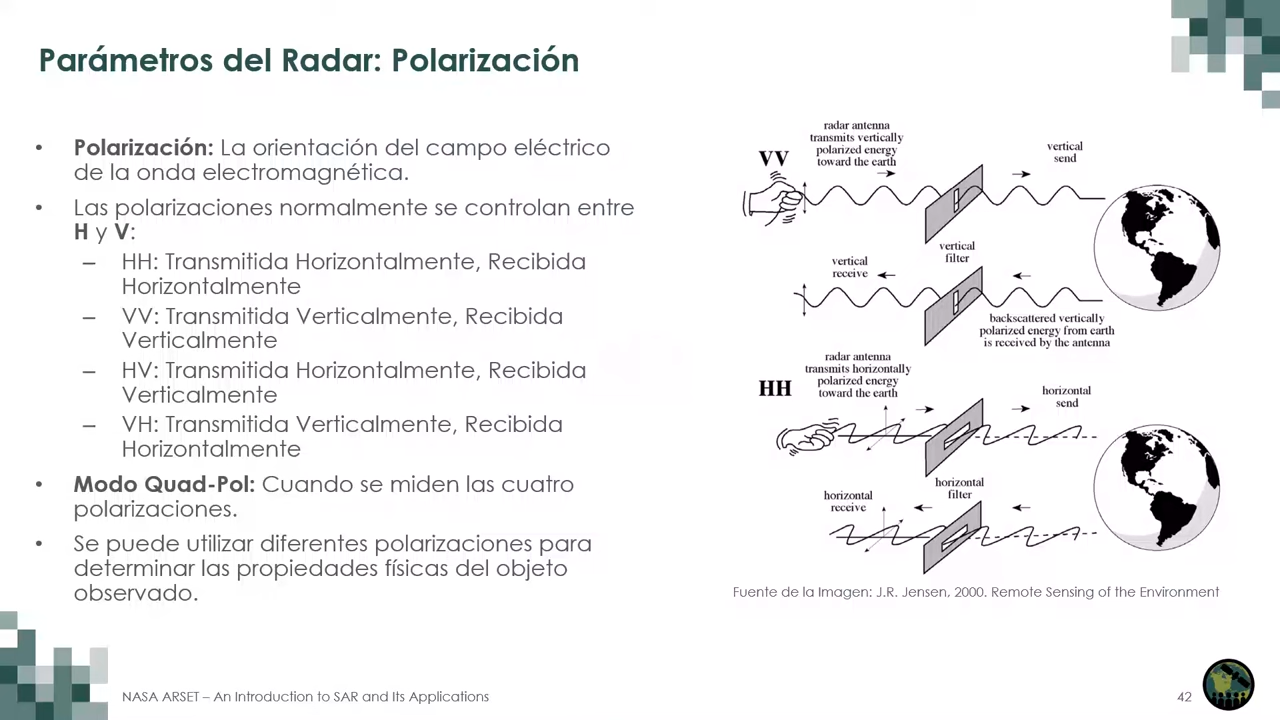 Parámetros del Radar: Polarización
• Polarización: La orientación del campo eléctrico
de la onda electromagnética.
• Las polarizaciones normalmente se controlan entre
H y V:
– HH: Transmitida Horizontalmente, Recibida
Horizontalmente
– VV: Transmitida Verticalmente, Recibida
Verticalmente
– HV: Transmitida Horizontalmente, Recibida
Verticalmente
– VH: Transmitida Verticalmente, Recibida
Horizontalmente
• Modo Quad-Pol: Cuando se miden las cuatro
polarizaciones.
• Se puede utilizar diferentes polarizaciones para
determinar las propiedades físicas del objeto
observado.
VV
radar antenna
transmits vertically
polarized energy
toward the earth
vertical
send
vertical
filter
vertical
receive
backscattered vertically
polarized energy from earth
is received by the antenna
HH
radar antenna
transmits horizontally
polarized energy
toward the earth
horizontal
send
horizontal
filter
horizontal
receive
Fuente de la Imagen: J.R. Jensen, 2000. Remote Sensing of the Environment
NASA ARSET – An Introduction to SAR and Its Applications
42